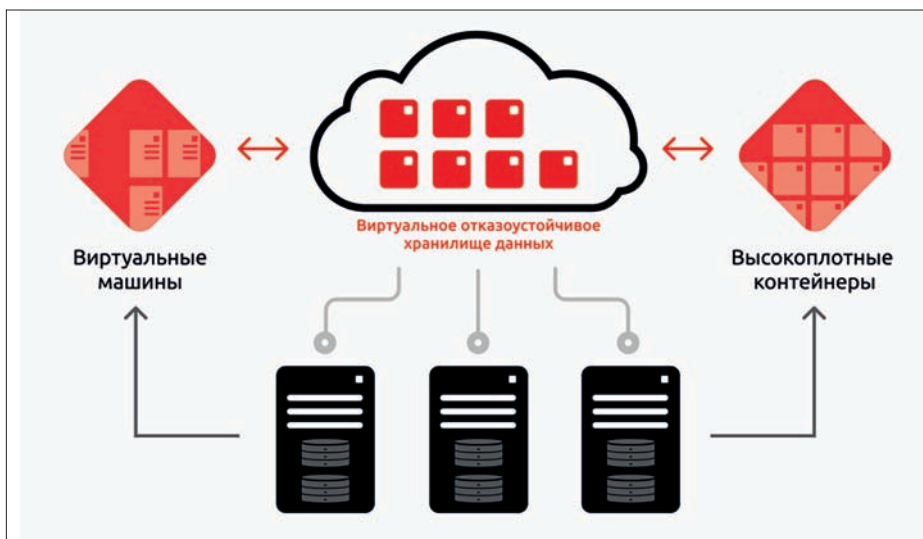 Виртуальное отказоустойчивое
хранилище данных
Виртуальные
машины
Высокоплотные
контейнеры